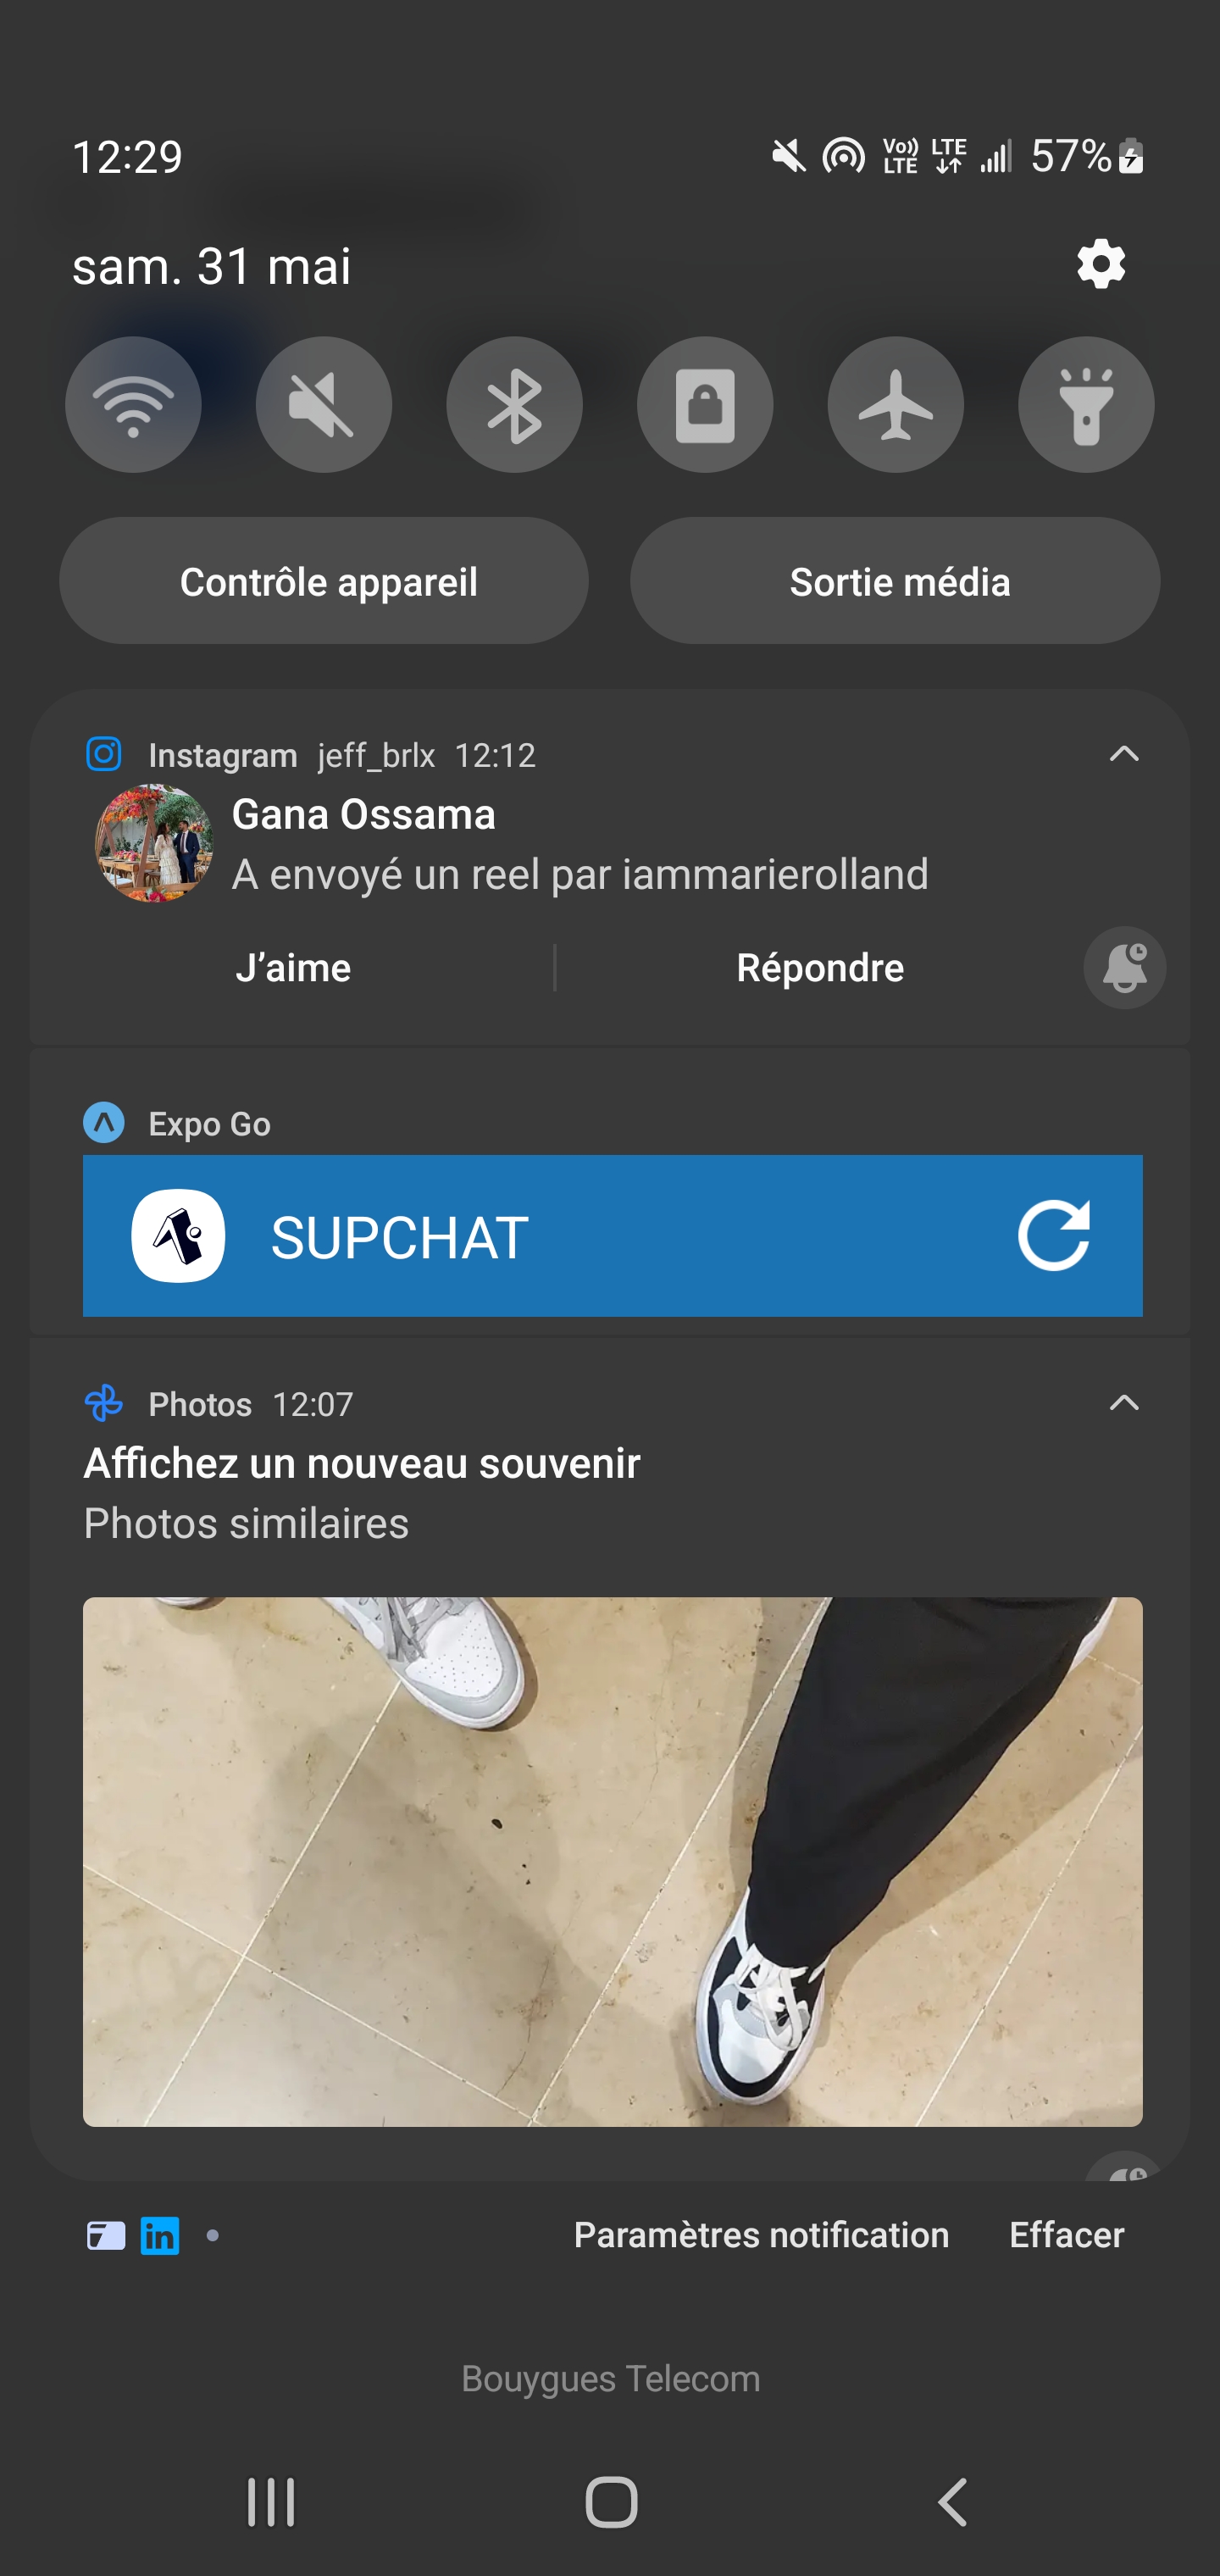 12:29
Vo)) LTE LTE 57%
sam. 31 mai
Contrôle appareil
Sortie média
Instagram jeff_brlx 12:12
Gana Ossama
A envoyé un reel par iammarierolland
J’aime
Répondre
Expo Go
SUPCHAT
Photos 12:07
Affichez un nouveau souvenir
Photos similaires
in
Paramètres notification
Effacer
Bouygues Telecom